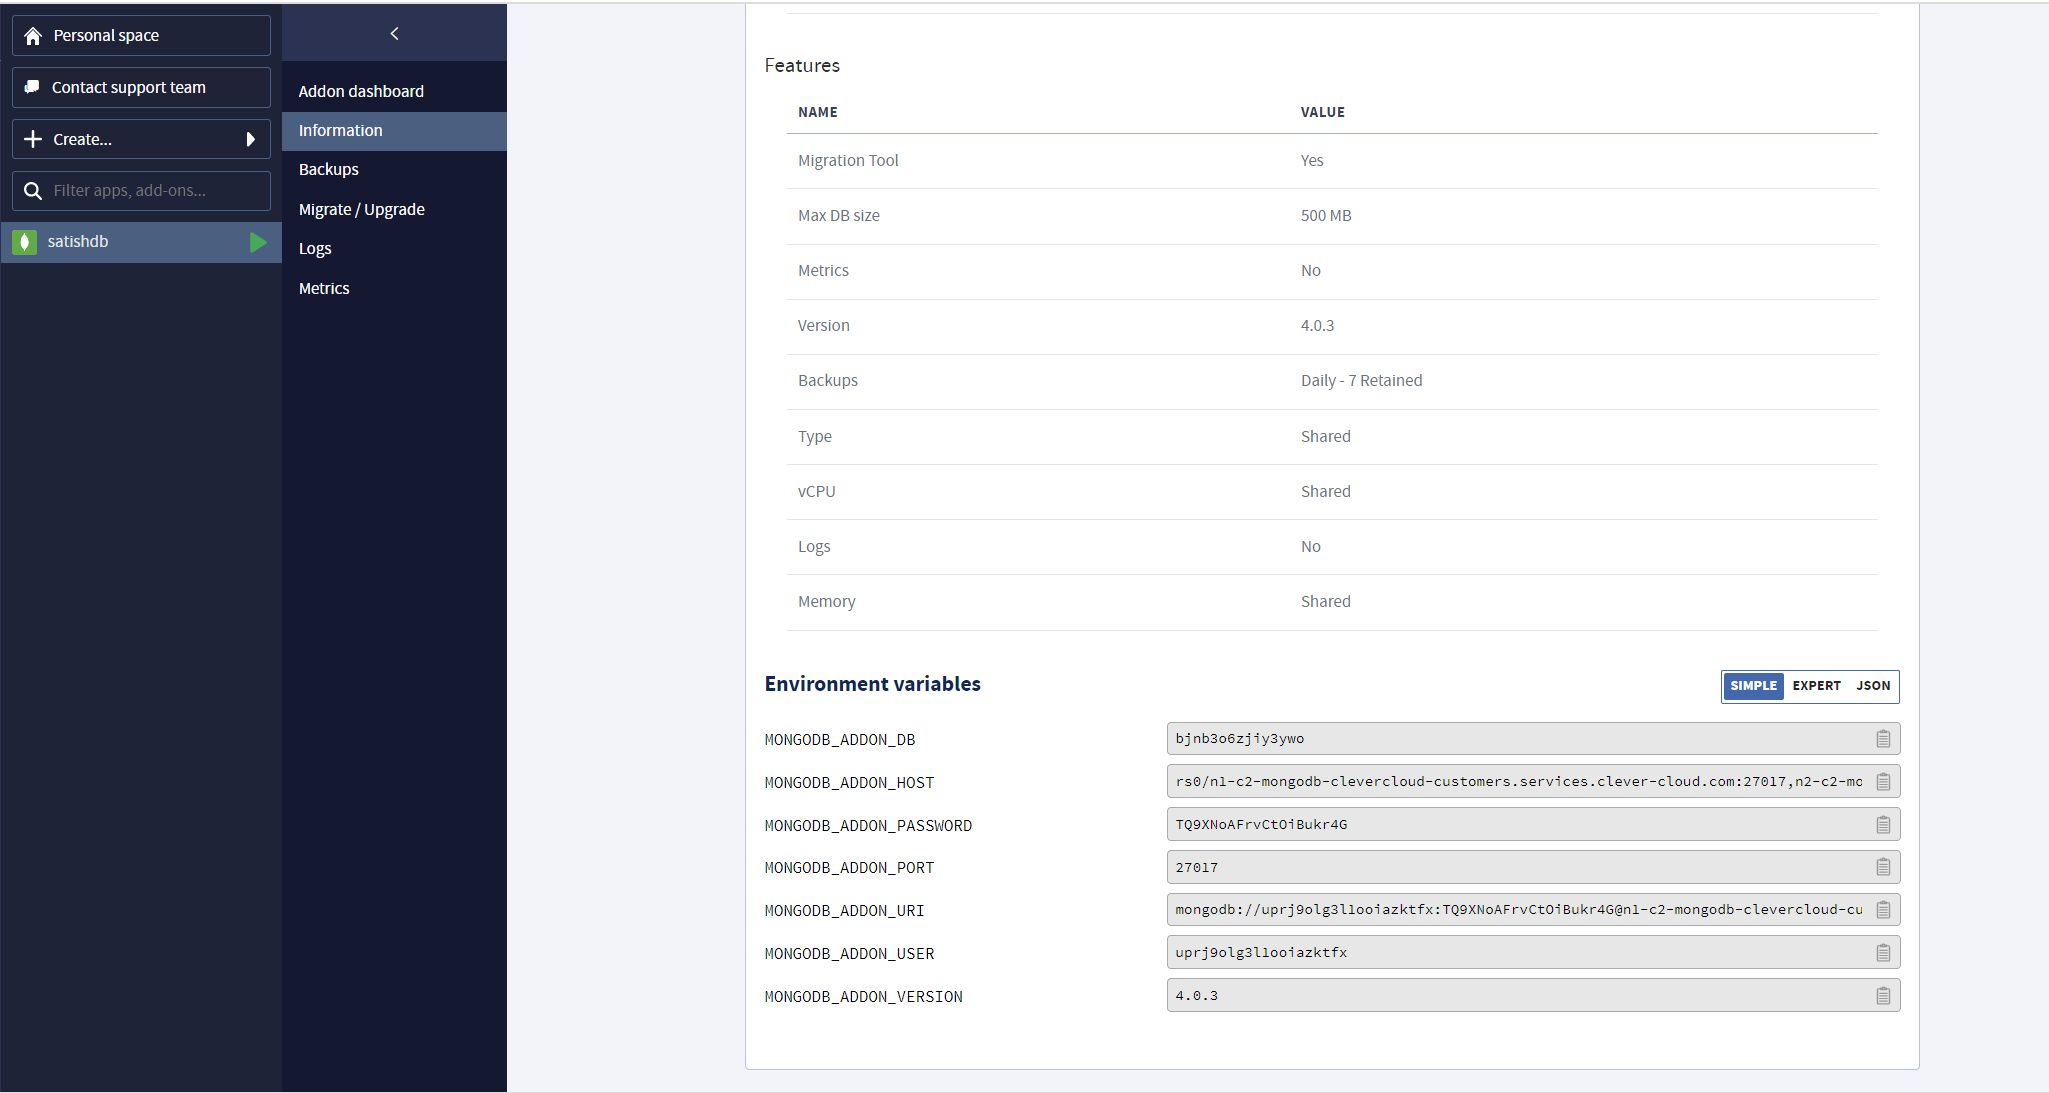 Personal space
Contact support team
Create...
Filter apps, add-ons...
satishdb
Addon dashboard
Information
Backups
Migrate / Upgrade
Logs
Metrics
Features
NAME VALUE
Migration Tool Yes
Max DB size 500 MB
Metrics No
Version 4.0.3
Backups Daily - 7 Retained
Type Shared
vCPU Shared
Logs No
Memory Shared
Environment variables
SIMPLE EXPERT JSON
MONGODB_ADDON_DB bjnb3o6zjiy3ywo
MONGODB_ADDON_HOST rs0/n1-c2-mongodb-clevercloud-customers.services.clever-cloud.com:27017,n2-c2-mo
MONGODB_ADDON_PASSWORD TQ9XNoAFrvCtOiBukr4G
MONGODB_ADDON_PORT 27017
MONGODB_ADDON_URI mongodb://uprj9olg3llooiazktfx:TQ9XNoAFrvCtOiBukr4G@n1-c2-mongodb-clevercloud-cu
MONGODB_ADDON_USER uprj9olg3llooiazktfx
MONGODB_ADDON_VERSION 4.0.3